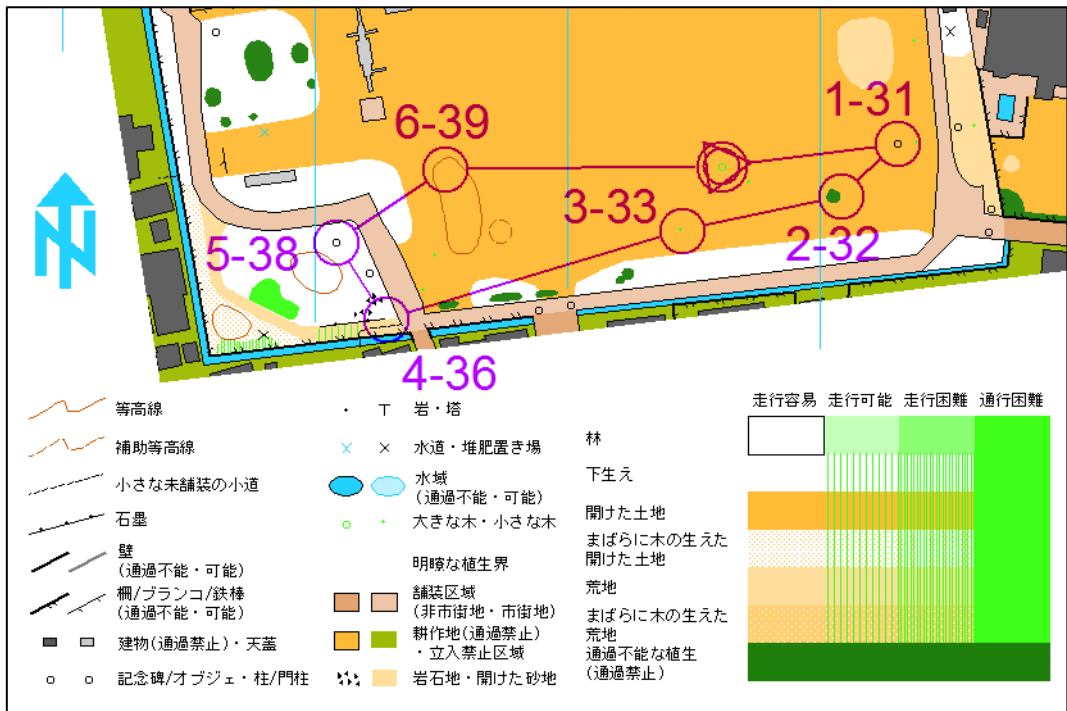 1-31
6-39
3-33
2-32
5-38
4-36
N
等高線
補助等高線
小さな未舗装の小道
石塁
壁
(通過不能・可能)
柵/ブランコ/鉄棒
(通過不能・可能)
建物(通過禁止)・天蓋
記念碑/オブジェ・柱/門柱
岩・塔
水道・堆肥置き場
水域
(通過不能・可能)
大きな木・小さな木
明瞭な植生界
舗装区域
(非市街地・市街地)
耕作地(通過禁止)
・立入禁止区域
岩石地・開けた砂地
走行容易 走行可能 走行困難 通行困難
林
下生え
開けた土地
まばらに木の生えた
開けた土地
荒地
まばらに木の生えた
荒地
通過不能な植生
(通過禁止)